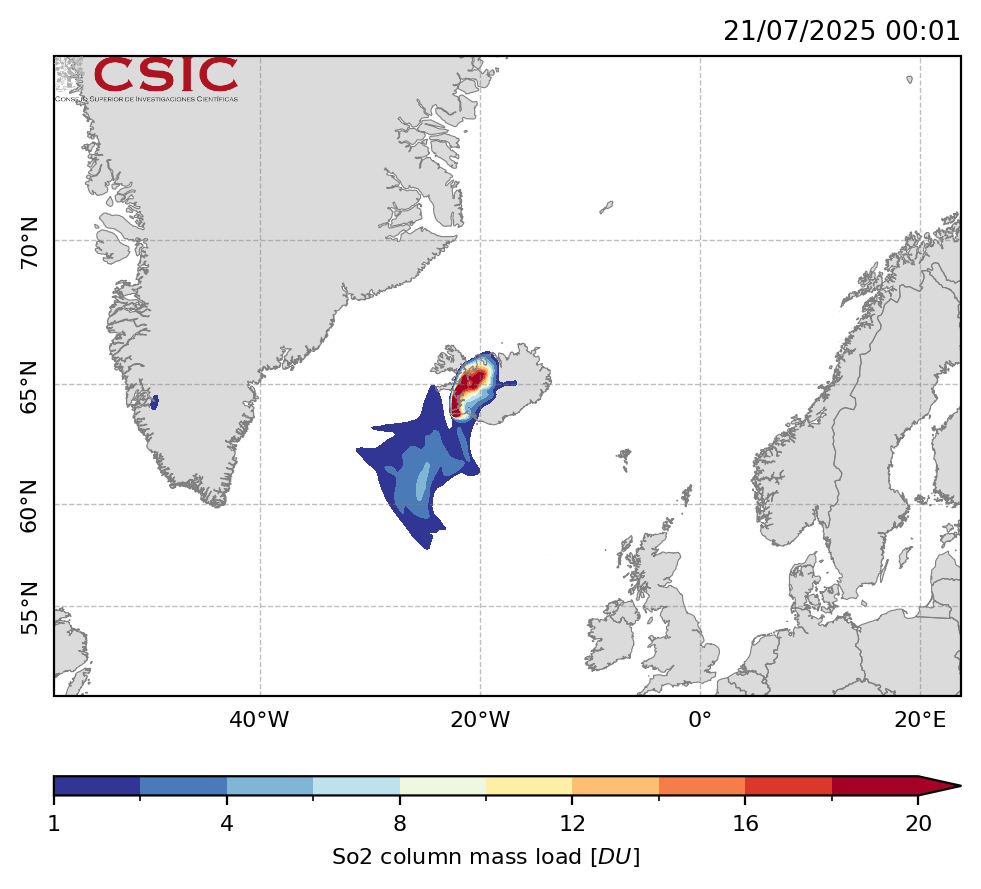 21/07/2025 00:01
CSIC
CONSEJO SUPERIOR DE INVESTIGACIONES CIENTÍFICAS
70°N
65°N
60°N
55°N
40°W 20°W 0° 20°E
1 4 8 12 16 20
So2 column mass load [DU]